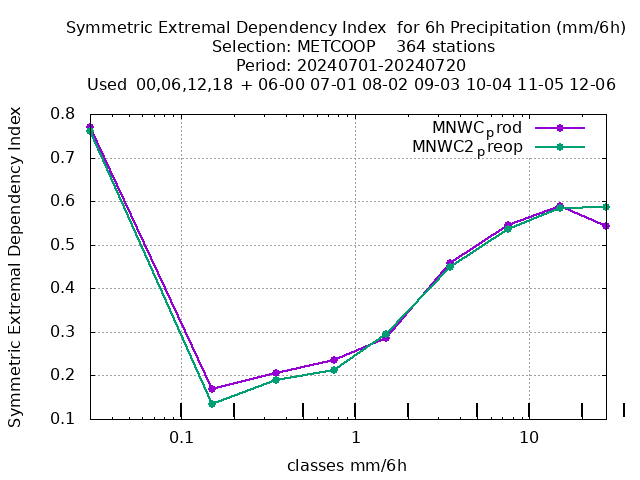 Symmetric Extremal Dependency Index  for 6h Precipitation (mm/6h)
Selection: METCOOP    364 stations
Period: 20240701-20240720
Used  00,06,12,18  + 06-00 07-01 08-02 09-03 10-04 11-05 12-06
Symmetric Extremal Dependency Index
0.8
0.7
0.6
0.5
0.4
0.3
0.2
0.1
MNWCprod
MNWC2preop
0.1 1 10
classes mm/6h